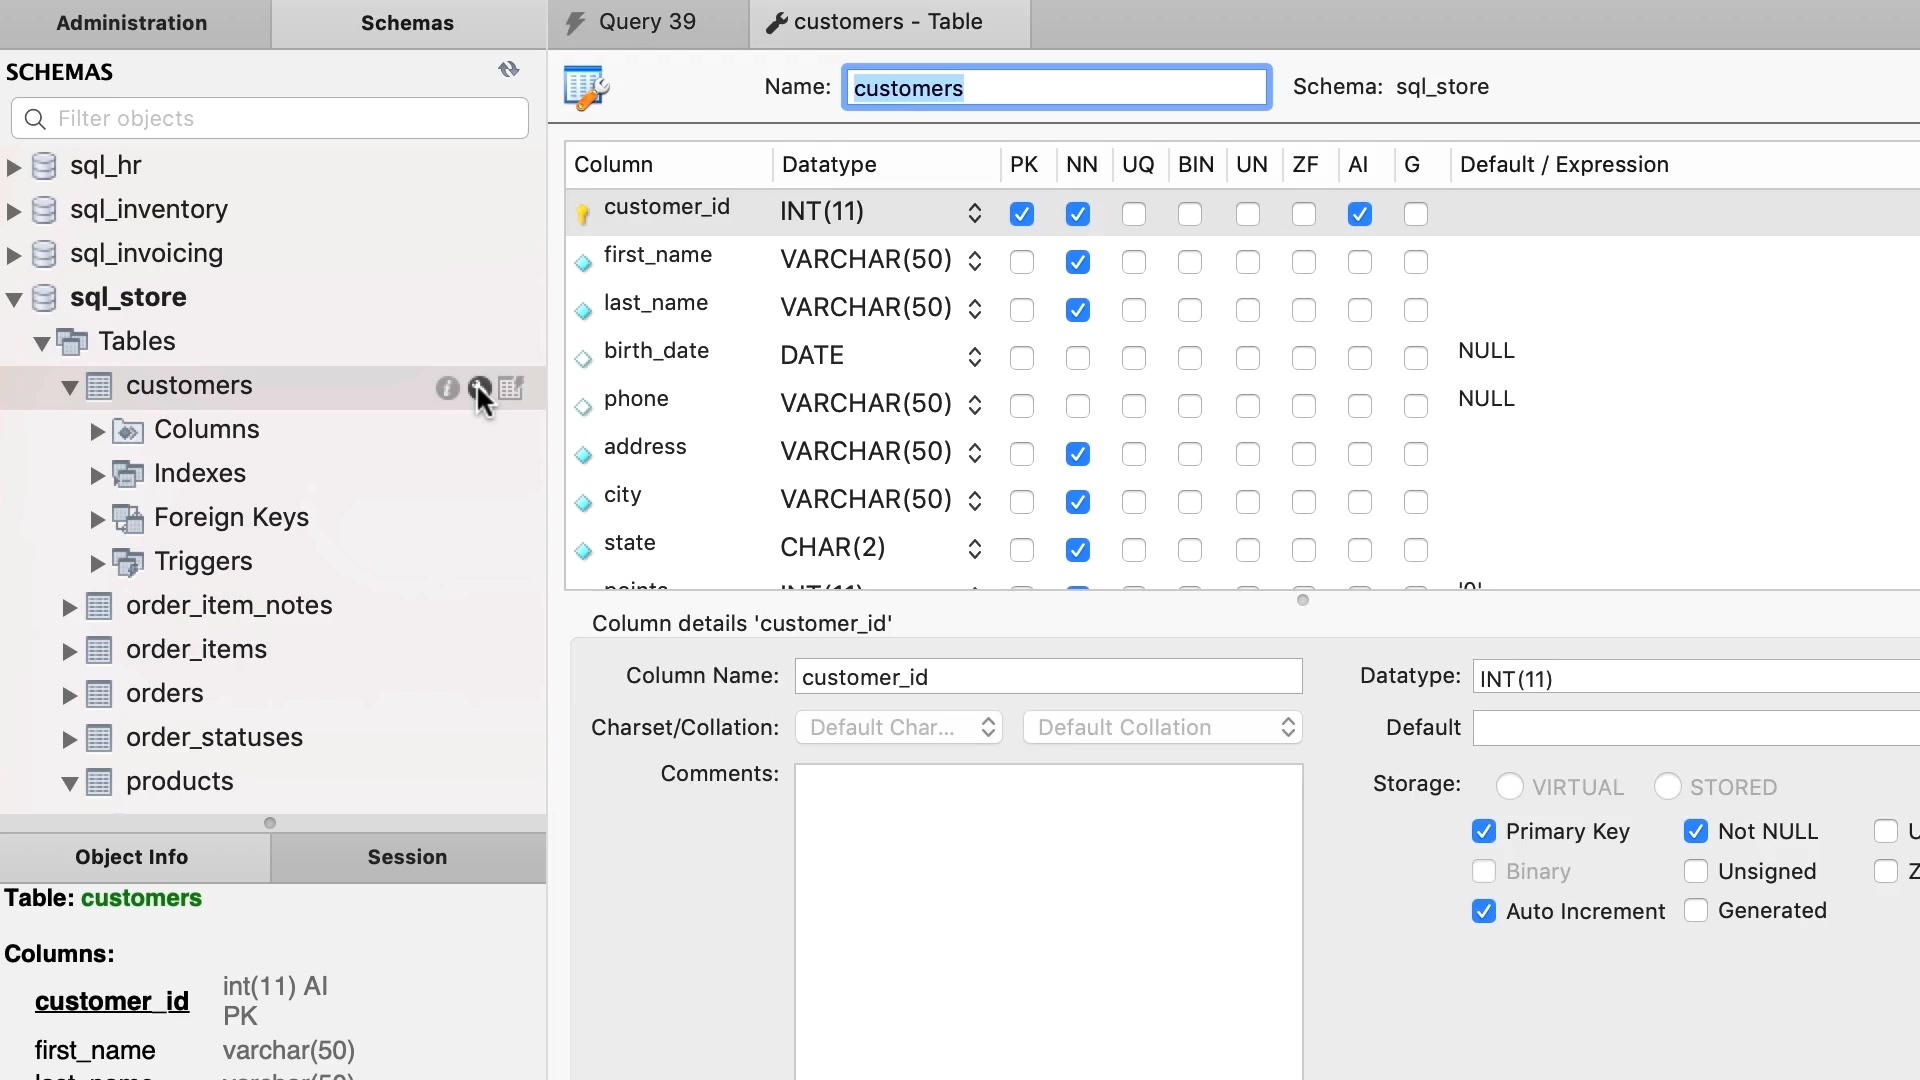 Administration
Schemas
Query 39
customers - Table
SCHEMAS
Filter objects
sql_hr
sql_inventory
sql_invoicing
sql_store
Tables
customers
Columns
Indexes
Foreign Keys
Triggers
order_item_notes
order_items
orders
order_statuses
products
Object Info
Session
Table: customers
Columns:
customer_id int(11) AI
PK
first_name varchar(50)
Name: customers
Schema: sql_store
Column Datatype PK NN UQ BIN UN ZF AI G Default / Expression
customer_id INT(11)
first_name VARCHAR(50)
last_name VARCHAR(50)
birth_date DATE NULL
phone VARCHAR(50) NULL
address VARCHAR(50)
city VARCHAR(50)
state CHAR(2)
points INT(11) '0'
Column details 'customer_id'
Column Name: customer_id
Datatype: INT(11)
Charset/Collation: Default Char... Default Collation
Default
Comments:
Storage: VIRTUAL STORED
Primary Key Not NULL
Binary Unsigned
Auto Increment Generated